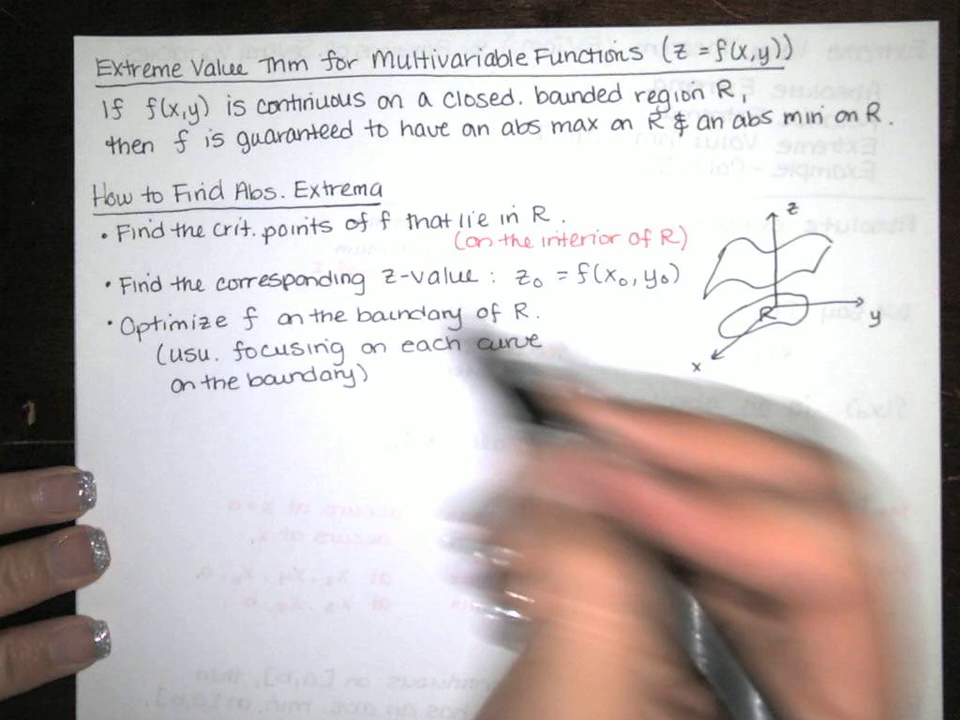 Extreme Value Thm for Multivariable Functions (z = f(x,y))
If f(x,y) is continuous on a closed, bounded region R,
then f is guaranteed to have an abs max on R & an abs min on R.
How to Find Abs. Extrema
• Find the crit. points of f that lie in R.
(on the interior of R)
• Find the corresponding z-value : z₀ = f(x₀, y₀)
• Optimize f on the boundary of R.
(usu. focusing on each curve
on the boundary)
z
R
y
x